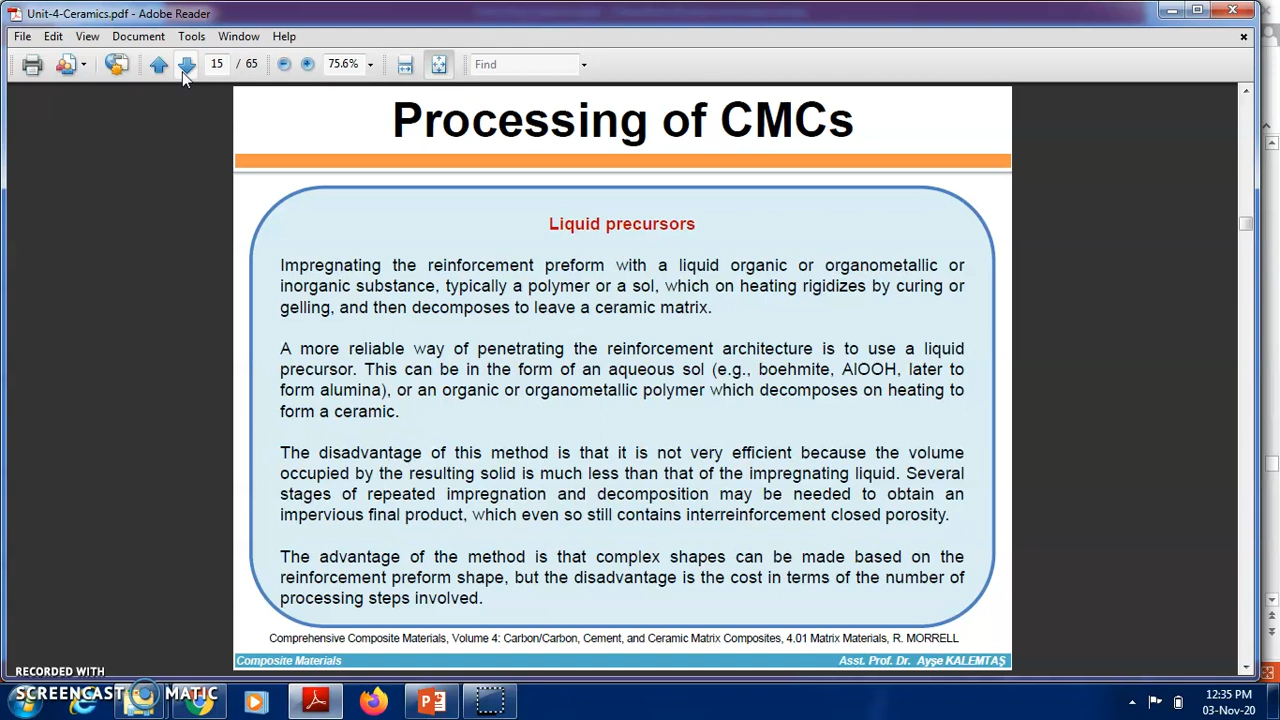 Unit-4-Ceramics.pdf - Adobe Reader
File Edit View Document Tools Window Help
15 / 65 75.6% Find
Processing of CMCs
Liquid precursors
Impregnating the reinforcement preform with a liquid organic or organometallic or
inorganic substance, typically a polymer or a sol, which on heating rigidizes by curing or
gelling, and then decomposes to leave a ceramic matrix.
A more reliable way of penetrating the reinforcement architecture is to use a liquid
precursor. This can be in the form of an aqueous sol (e.g., boehmite, AlOOH, later to
form alumina), or an organic or organometallic polymer which decomposes on heating to
form a ceramic.
The disadvantage of this method is that it is not very efficient because the volume
occupied by the resulting solid is much less than that of the impregnating liquid. Several
stages of repeated impregnation and decomposition may be needed to obtain an
impervious final product, which even so still contains interreinforcement closed porosity.
The advantage of the method is that complex shapes can be made based on the
reinforcement preform shape, but the disadvantage is the cost in terms of the number of
processing steps involved.
Comprehensive Composite Materials, Volume 4: Carbon/Carbon, Cement, and Ceramic Matrix Composites, 4.01 Matrix Materials, R. MORRELL
Composite Materials Asst. Prof. Dr. Ayşe KALEMTAŞ
RECORDED WITH
SCREENCAST MATIC
12:35 PM
03-Nov-20